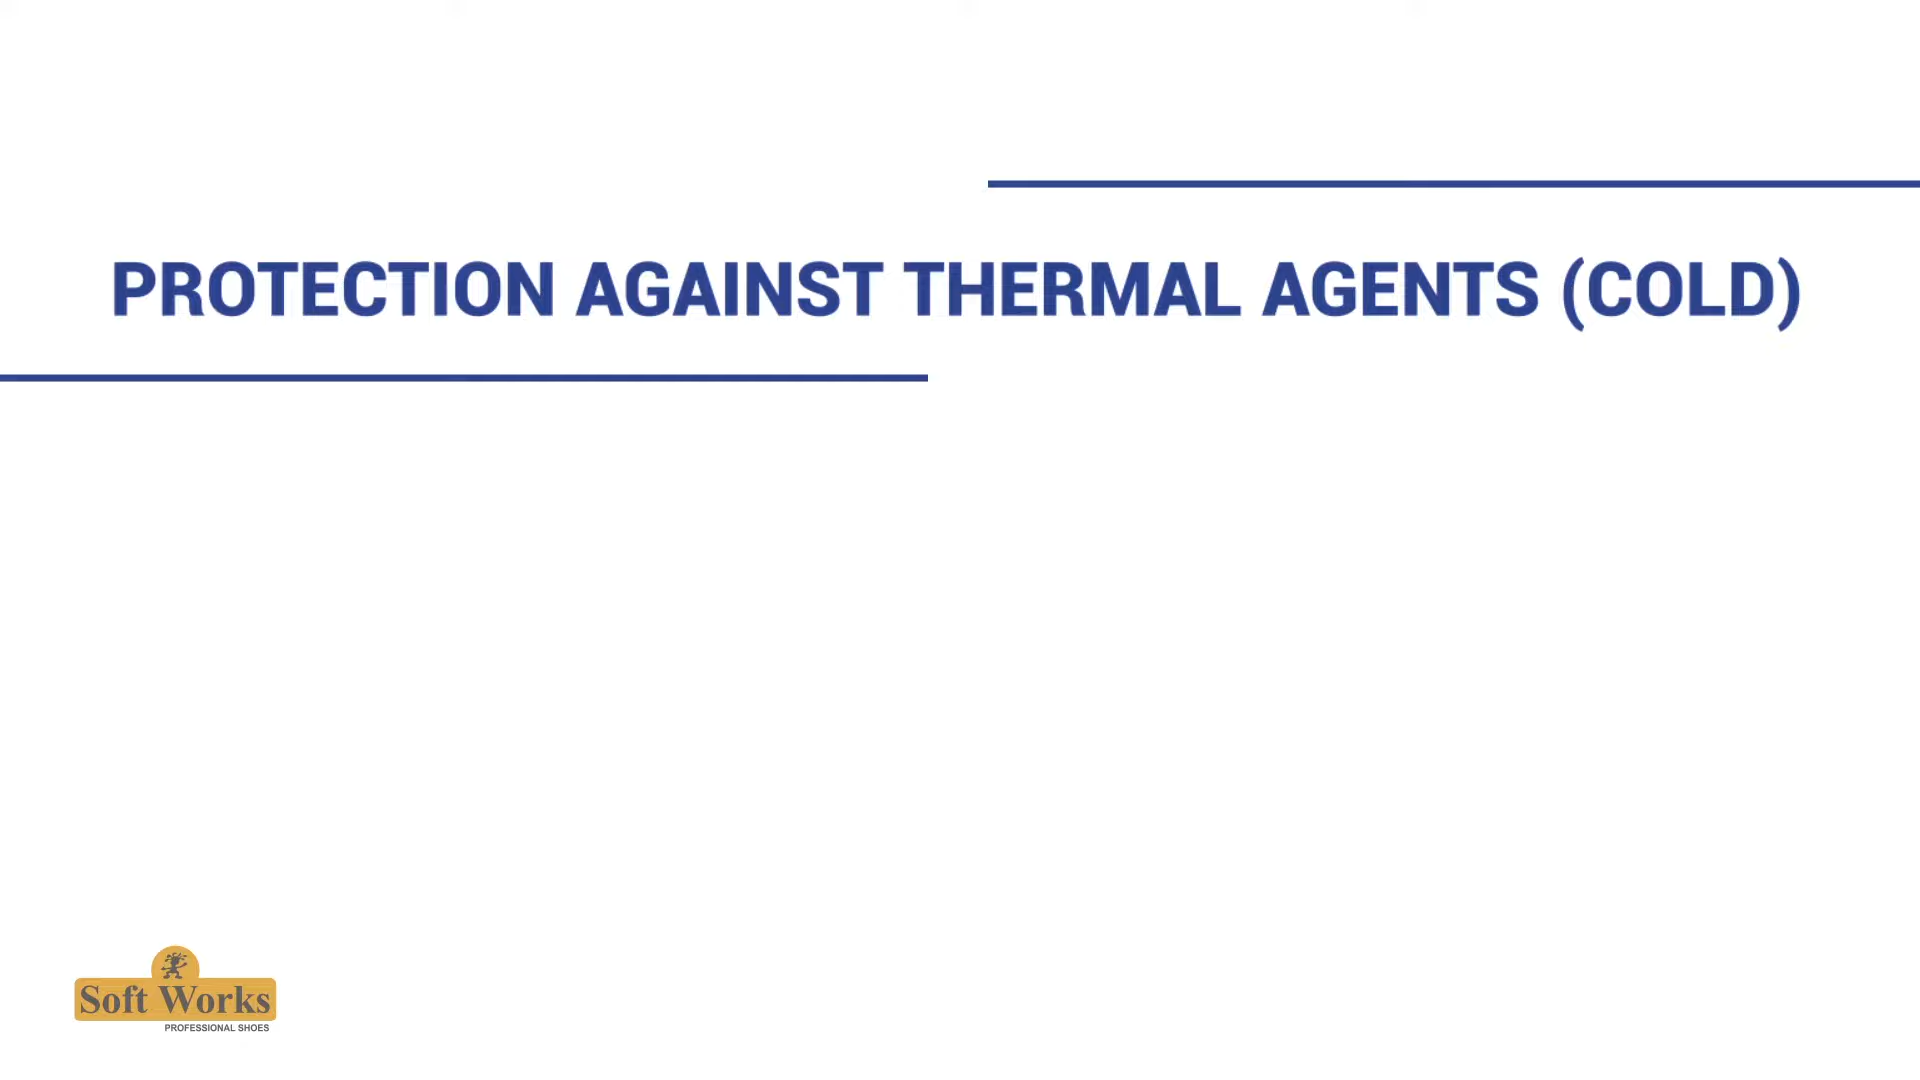 PROTECTION AGAINST THERMAL AGENTS (COLD)
Soft Works
PROFESSIONAL SHOES